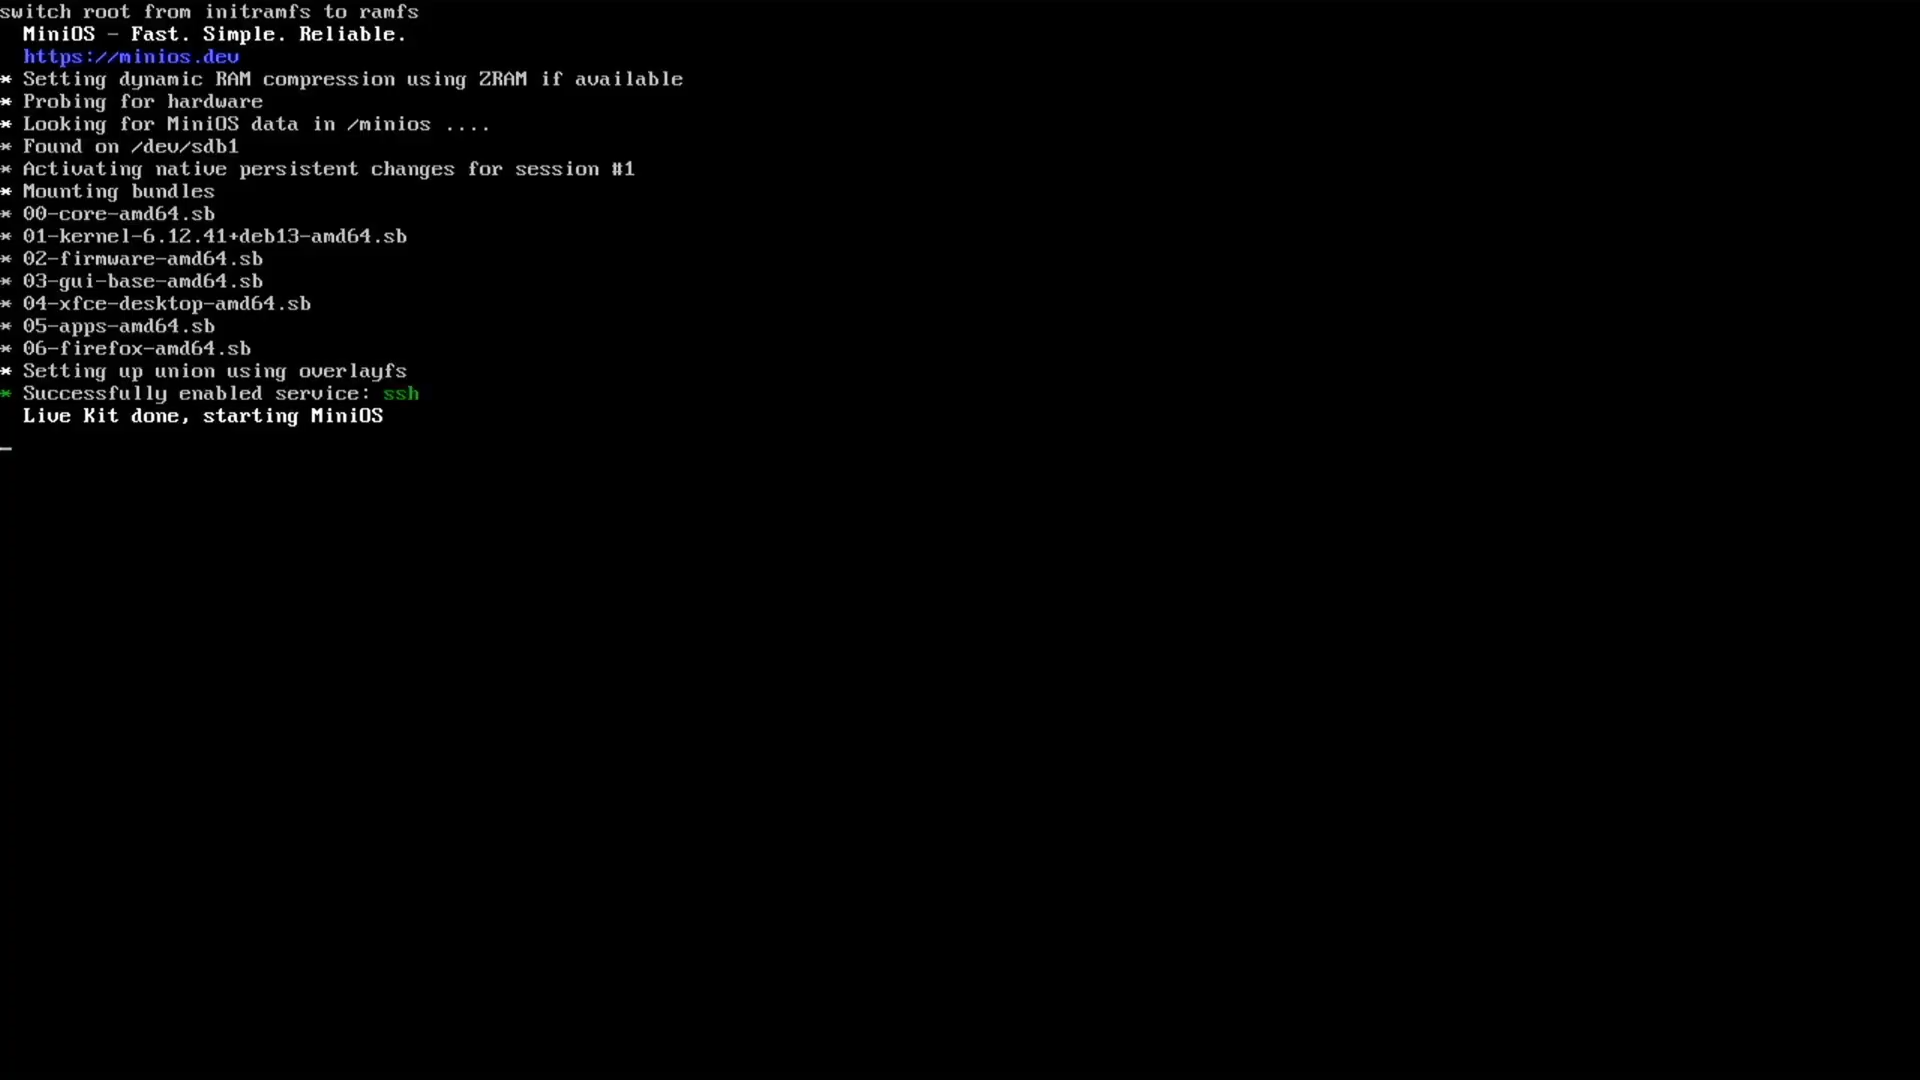 switch root from initramfs to ramfs
MiniOS - Fast. Simple. Reliable.
https://minios.dev
* Setting dynamic RAM compression using ZRAM if available
* Probing for hardware
* Looking for MiniOS data in /minios ....
* Found on /dev/sdb1
* Activating native persistent changes for session #1
* Mounting bundles
* 00-core-amd64.sb
* 01-kernel-6.12.41+deb13-amd64.sb
* 02-firmware-amd64.sb
* 03-gui-base-amd64.sb
* 04-xfce-desktop-amd64.sb
* 05-apps-amd64.sb
* 06-firefox-amd64.sb
* Setting up union using overlayfs
* Successfully enabled service: ssh
Live Kit done, starting MiniOS